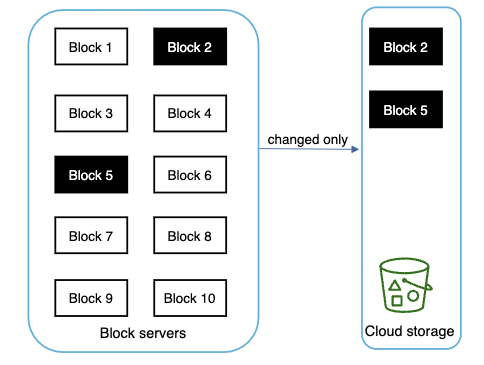 Block 1
Block 2
Block 3
Block 4
Block 5
Block 6
Block 7
Block 8
Block 9
Block 10
Block servers
changed only
Block 2
Block 5
Cloud storage